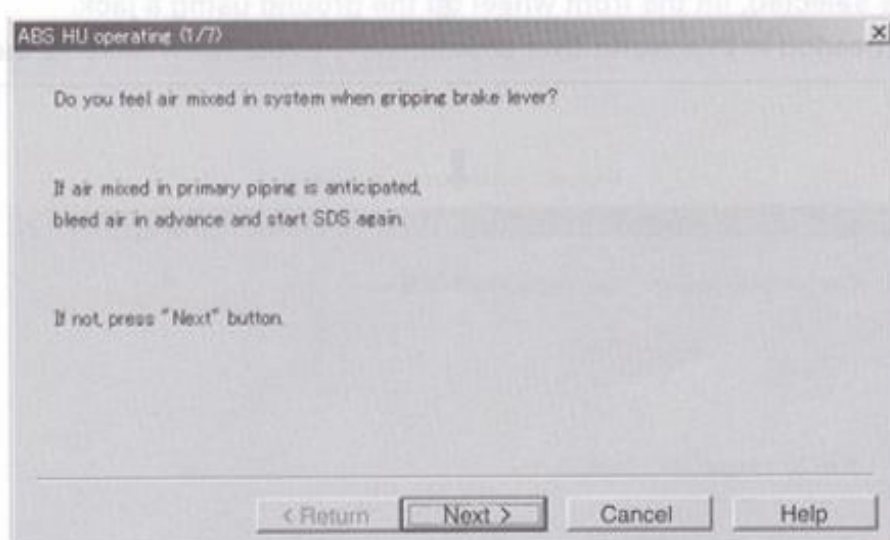 ABS HU operating (1/7)
Do you feel air mixed in system when gripping brake lever?
If air mixed in primary piping is anticipated,
bleed air in advance and start SDS again.
If not, press "Next" button.
< Return Next > Cancel Help